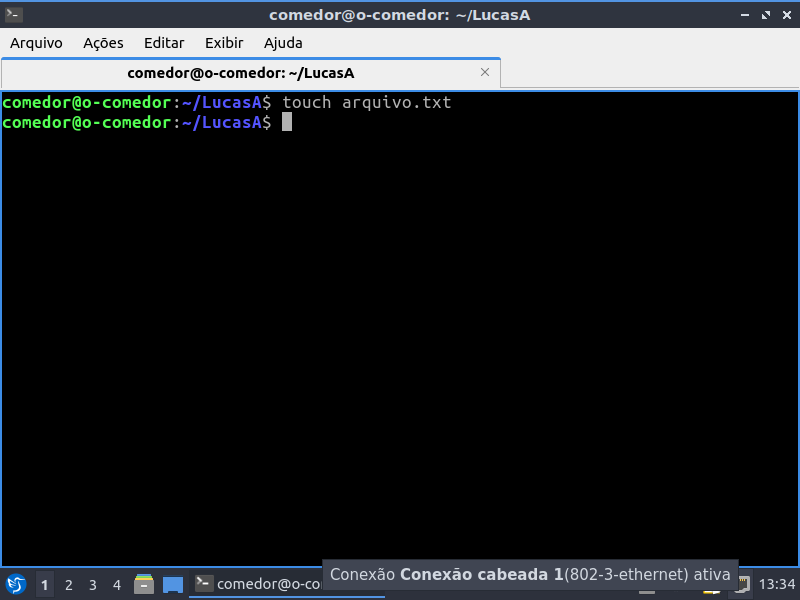 comedor@o-comedor: ~/LucasA
Arquivo Ações Editar Exibir Ajuda
comedor@o-comedor: ~/LucasA
comedor@o-comedor:~/LucasA$ touch arquivo.txt
comedor@o-comedor:~/LucasA$
Conexão Conexão cabeada 1(802-3-ethernet) ativa
1 2 3 4 comedor@o-co 13:34